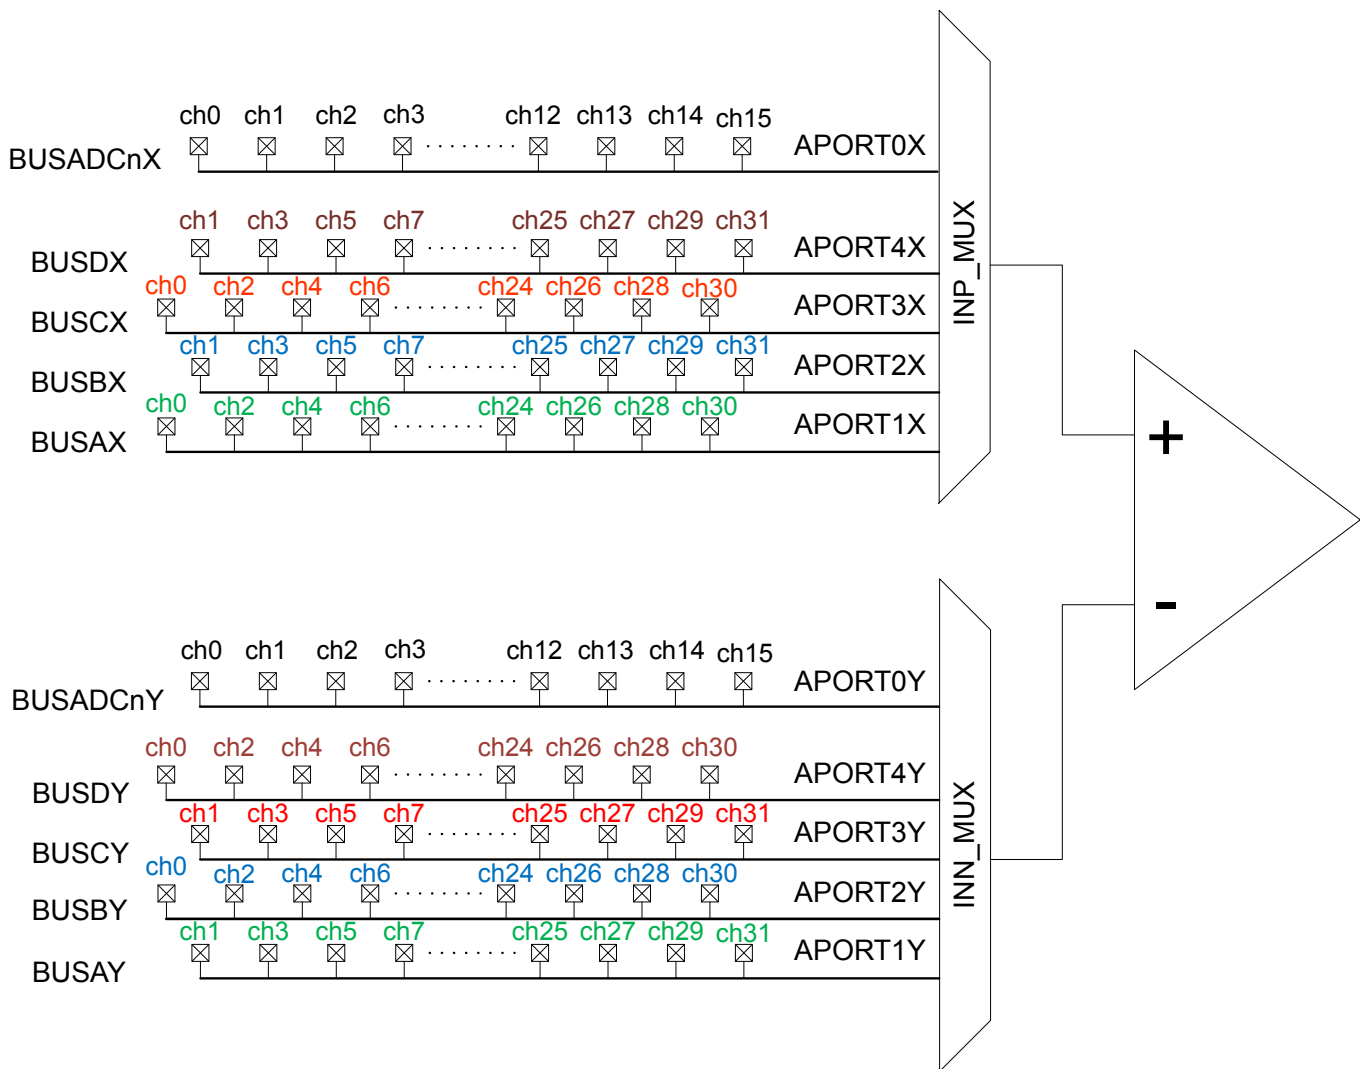 ch0 ch1 ch2 ch3 ········ ch12 ch13 ch14 ch15
BUSADCnX APORT0X
ch1 ch3 ch5 ch7 ········ ch25 ch27 ch29 ch31
BUSDX APORT4X
ch0 ch2 ch4 ch6 ········ ch24 ch26 ch28 ch30
BUSCX APORT3X
ch1 ch3 ch5 ch7 ········ ch25 ch27 ch29 ch31
BUSBX APORT2X
ch0 ch2 ch4 ch6 ········ ch24 ch26 ch28 ch30
BUSAX APORT1X
INP_MUX
+
-
ch0 ch1 ch2 ch3 ········ ch12 ch13 ch14 ch15
BUSADCnY APORT0Y
ch0 ch2 ch4 ch6 ········ ch24 ch26 ch28 ch30
BUSDY APORT4Y
ch1 ch3 ch5 ch7 ········ ch25 ch27 ch29 ch31
BUSCY APORT3Y
ch0 ch2 ch4 ch6 ········ ch24 ch26 ch28 ch30
BUSBY APORT2Y
ch1 ch3 ch5 ch7 ········ ch25 ch27 ch29 ch31
BUSAY APORT1Y
INN_MUX